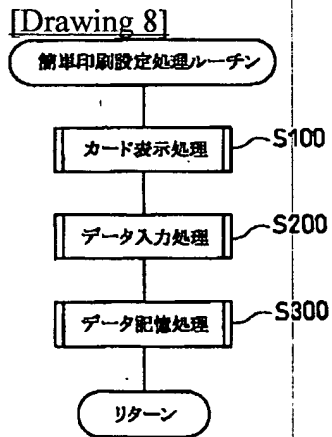 [Drawing 8]
簡単印刷設定処理ルーチン
カード表示処理
S100
データ入力処理
S200
データ記憶処理
S300
リターン